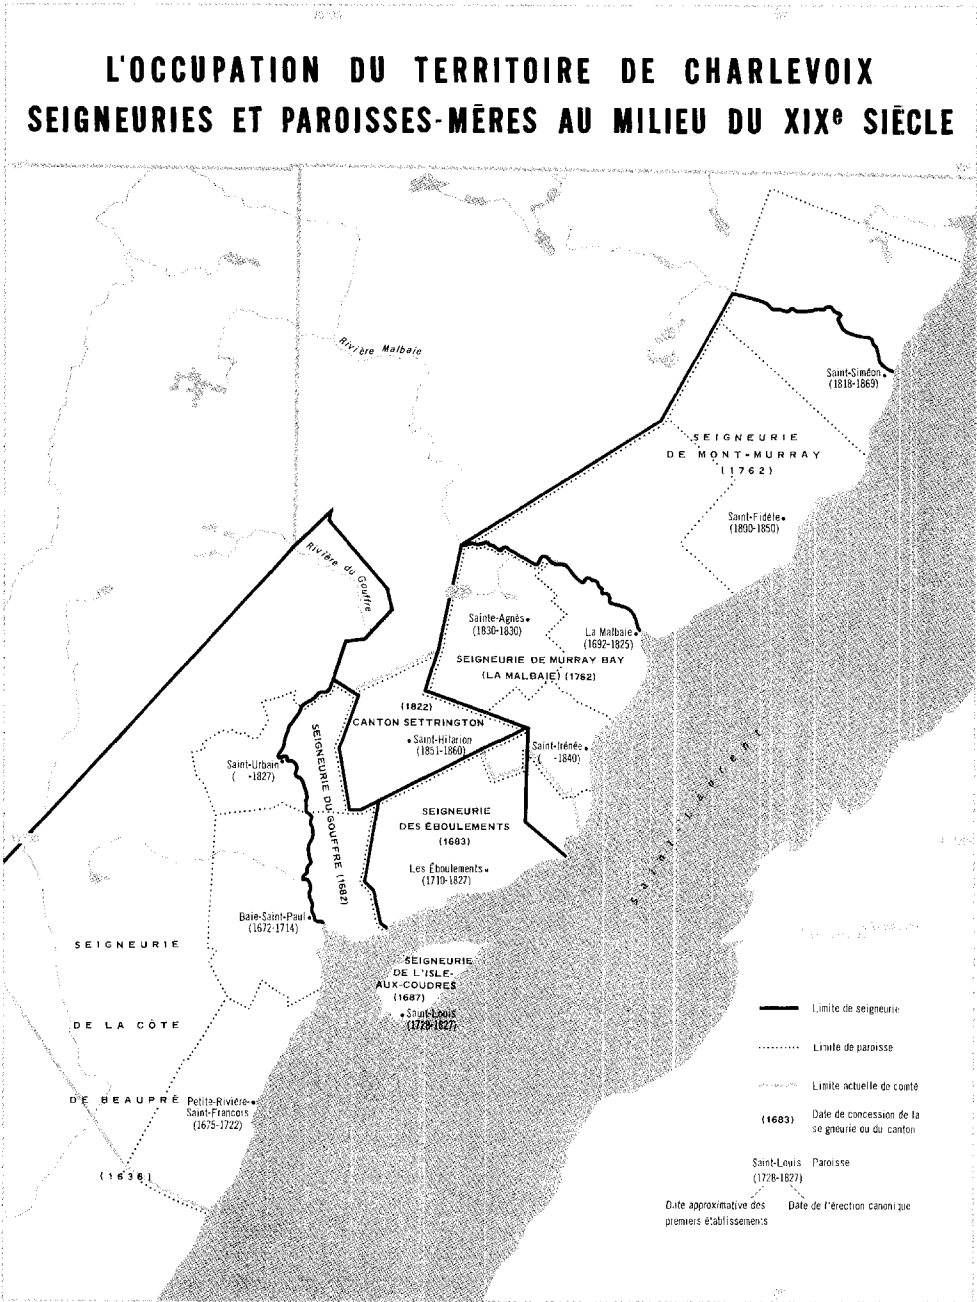 L'OCCUPATION DU TERRITOIRE DE CHARLEVOIX
SEIGNEURIES ET PAROISSES-MÈRES AU MILIEU DU XIXe SIÈCLE
Rivière Malbaie
Saint-Siméon
(1818-1869)
SEIGNEURIE
DE MONT-MURRAY
(1762)
Saint-Fidèle
(1800-1850)
Rivière du Gouffre
Sainte-Agnès
(1830-1830)
La Malbaie
(1692-1825)
SEIGNEURIE DE MURRAY BAY
(LA MALBAIE) (1762)
(1822)
CANTON SETTRINGTON
Saint-Hilarion
(1851-1860)
Saint-Irénée
( -1840)
Saint-Urbain
( -1827)
SEIGNEURIE DU GOUFFRE (1682)
SEIGNEURIE
DES ÉBOULEMENTS
(1683)
Les Éboulements
(1710-1827)
Saint-Laurent
Baie-Saint-Paul
(1672-1714)
SEIGNEURIE
DE LA CÔTE
DE BEAUPRÉ
(1636)
SEIGNEURIE
DE L'ISLE-
AUX-COUDRES
(1687)
Saint-Louis
(1728-1827)
Petite-Rivière-
Saint-François
(1675-1722)
Limite de seigneurie
Limite de paroisse
Limite actuelle de comté
(1683) Date de concession de la
seigneurie ou du canton
Saint-Louis Paroisse
(1728-1827)
Date approximative des
premiers établissements
Date de l'érection canonique